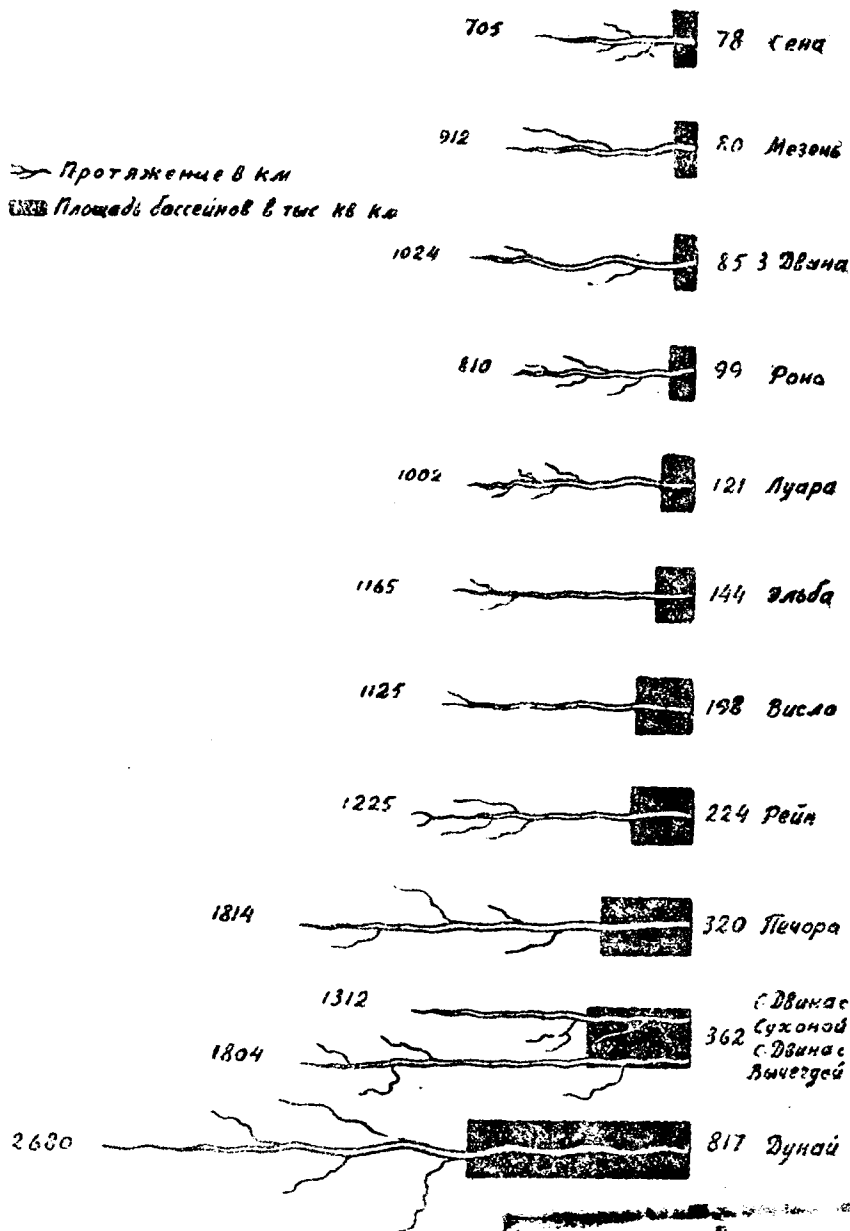 705 78 Сена
912 80 Мезень
Протяжение в км
Площадь бассейнов в тыс кв км
1024 85 З Двина
810 99 Рона
1002 121 Луара
1165 144 Эльба
1125 198 Висла
1225 224 Рейн
1814 320 Печора
1312 С. Двина с
Сухоной
1804 362 С. Двина с
Вычегдой
2680 817 Дунай